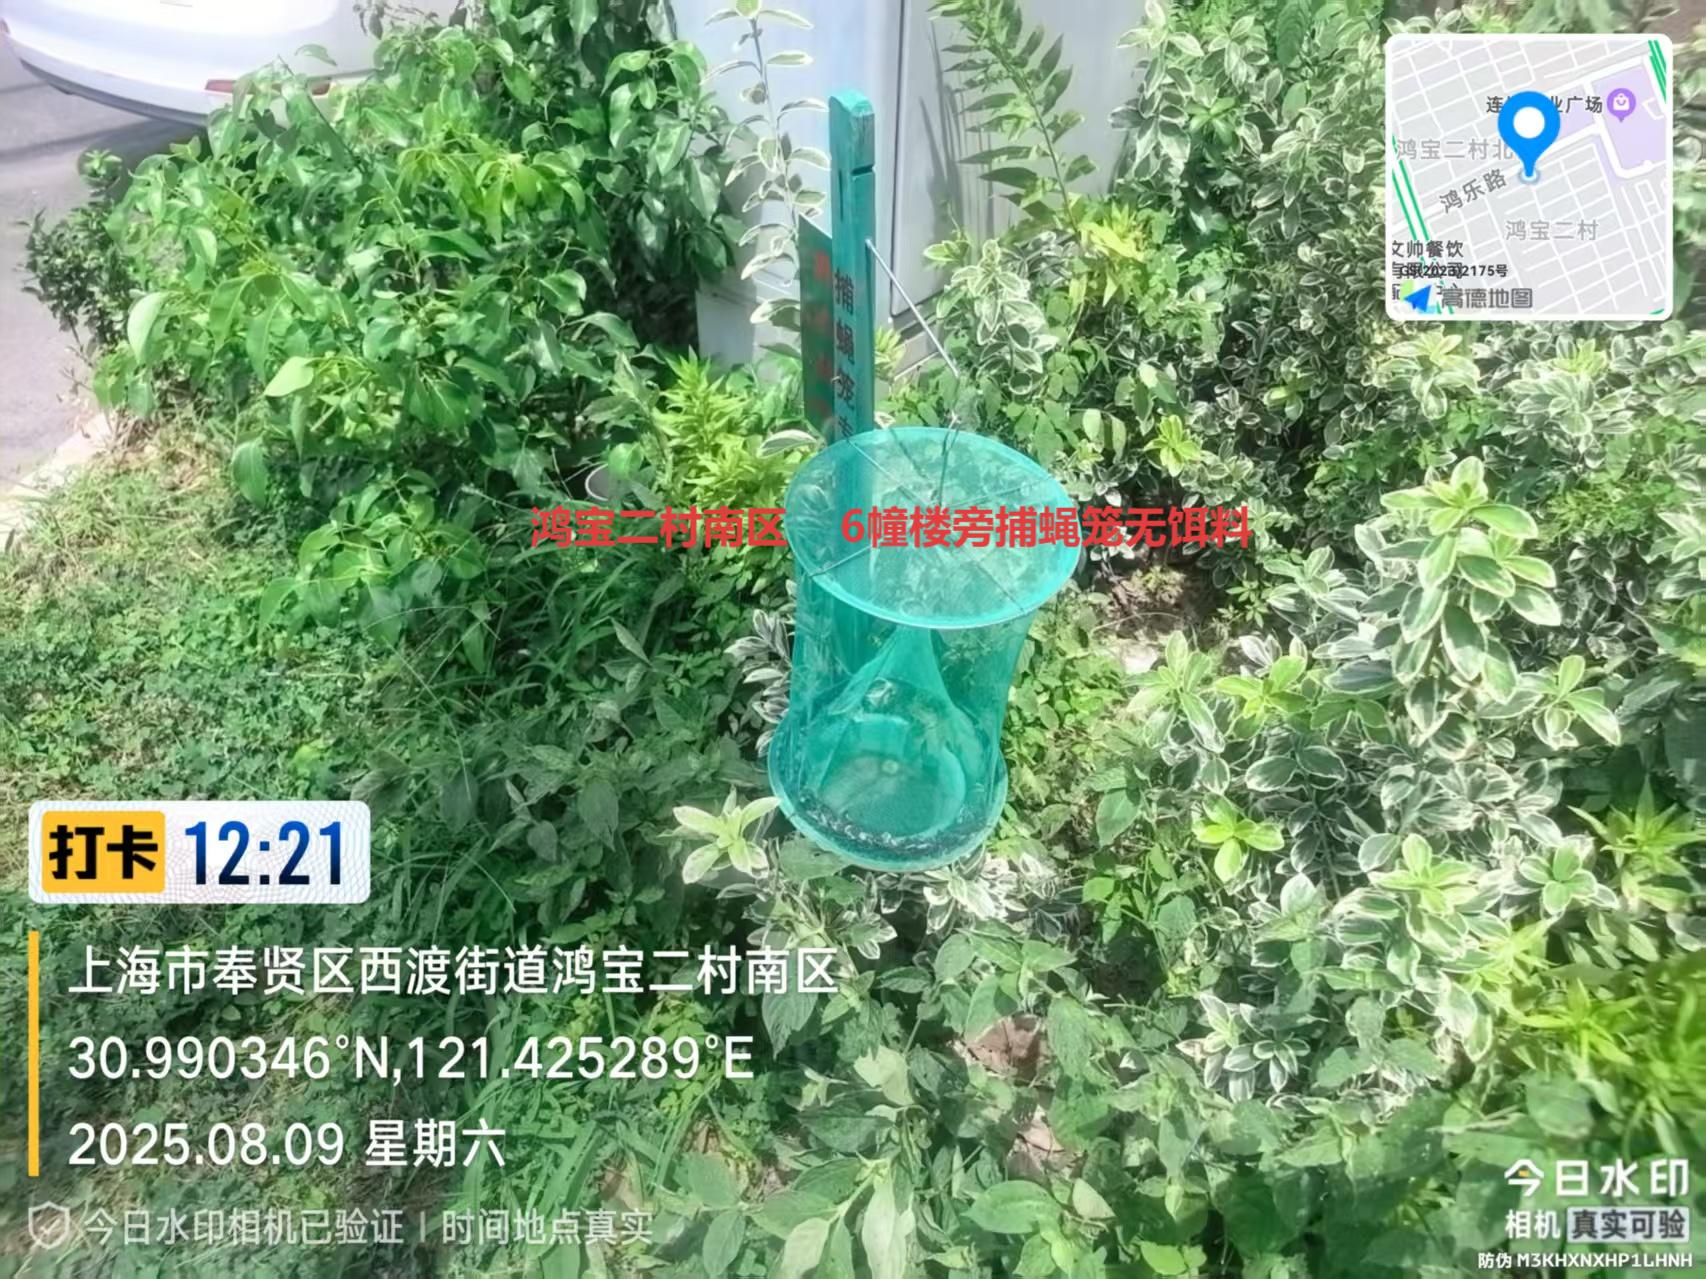 连
业广场
鸿宝二村北
鸿乐路
鸿宝二村
文帅餐饮
GS(2023)2175号
高德地图
捕蝇笼
鸿宝二村南区 6幢楼旁捕蝇笼无饵料
打卡 12:21
上海市奉贤区西渡街道鸿宝二村南区
30.990346°N,121.425289°E
2025.08.09 星期六
今日水印相机已验证 | 时间地点真实
今日水印
相机 真实可验
防伪 M3KHXNXHP1LHNH